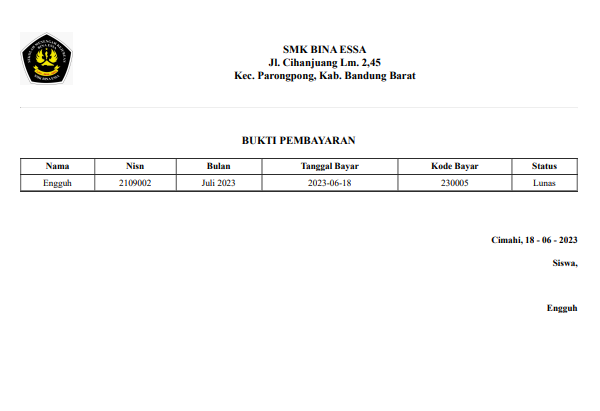 SMK BINA ESSA
Jl. Cihanjuang Lm. 2,45
Kec. Parongpong, Kab. Bandung Barat
BUKTI PEMBAYARAN
Nama Nisn Bulan Tanggal Bayar Kode Bayar Status
Engguh 2109002 Juli 2023 2023-06-18 230005 Lunas
Cimahi, 18 - 06 - 2023
Siswa,
Engguh